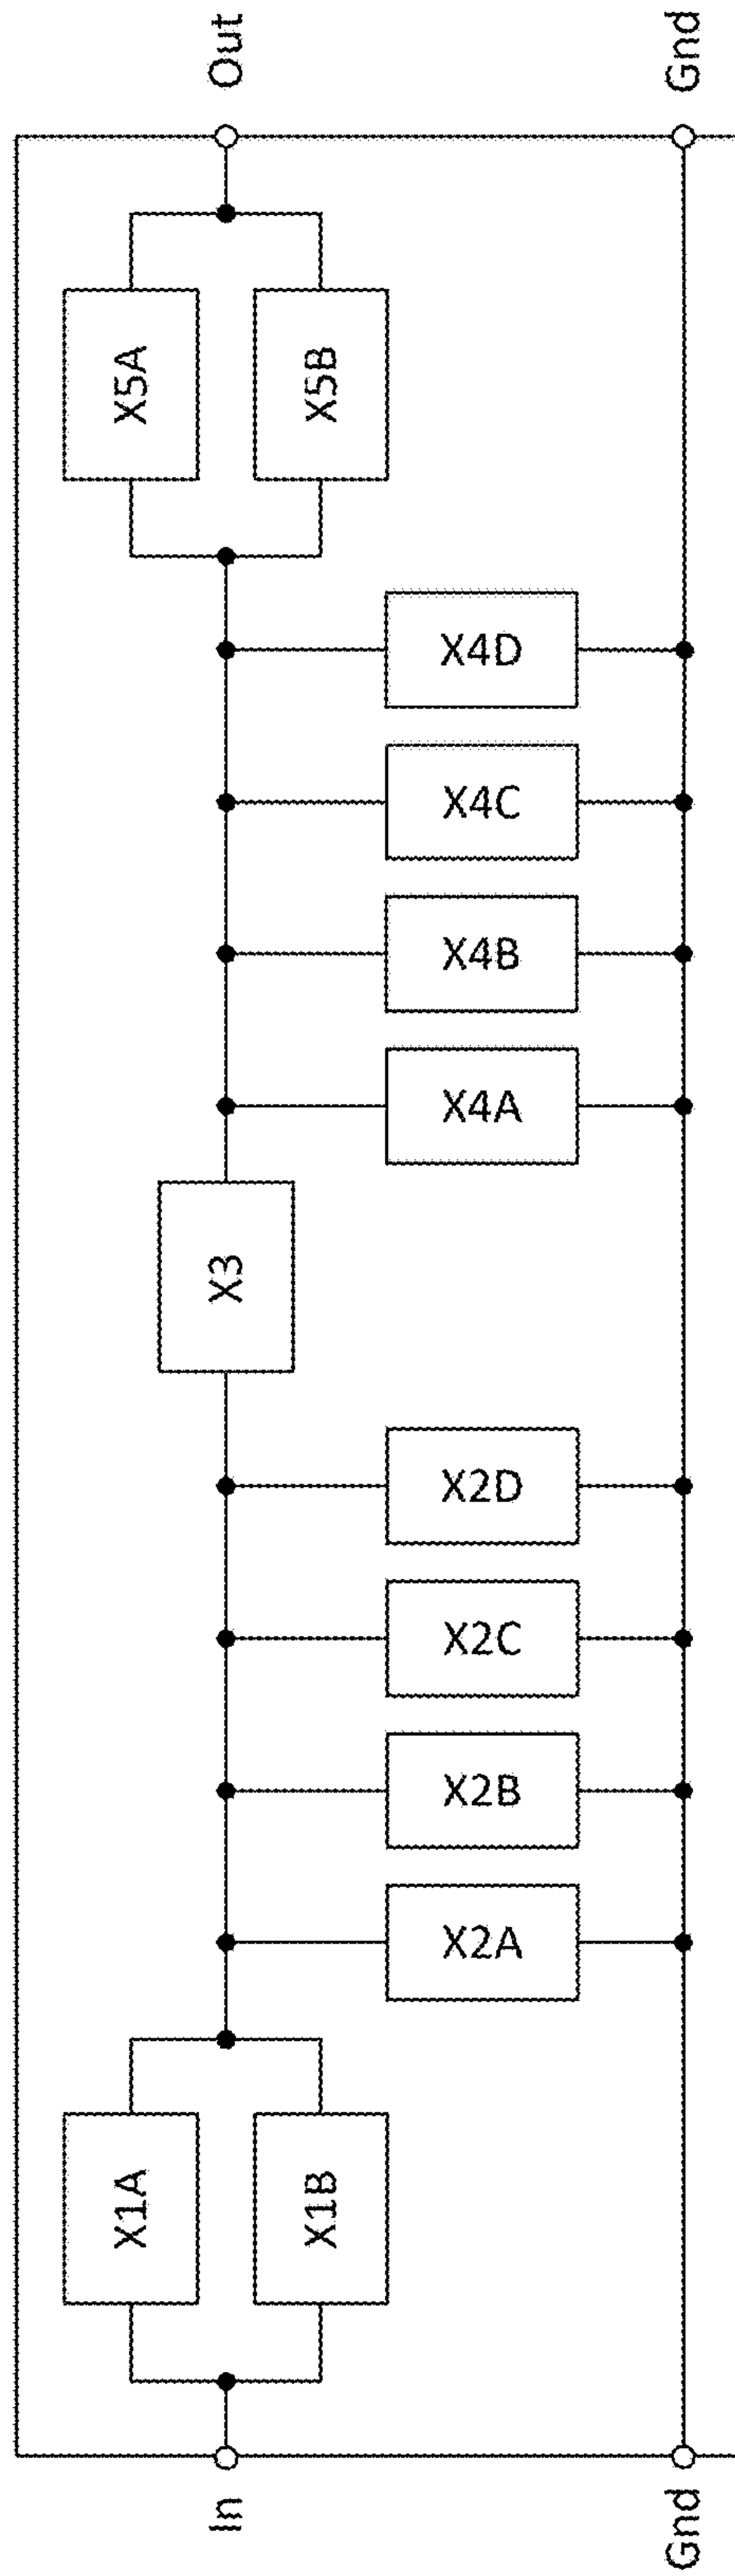 Out
Gnd
X5A
X5B
X4D
X4C
X4B
X4A
X3
X2D
X2C
X2B
X2A
X1A
X1B
In
Gnd